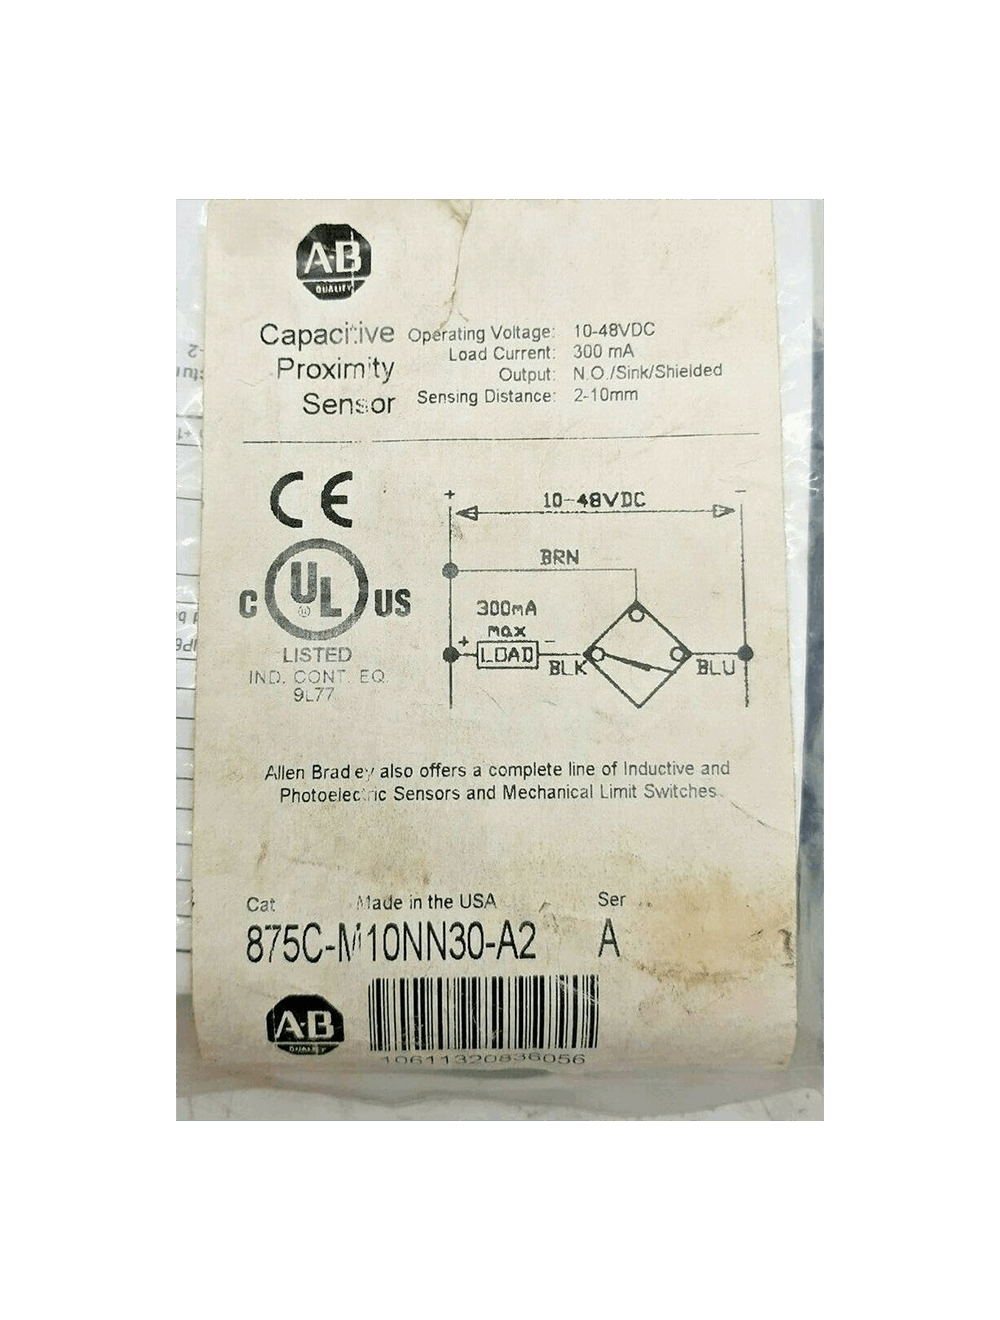 A-B
QUALITY
Capacitive
Proximity
Sensor
Operating Voltage: 10-48VDC
Load Current: 300 mA
Output: N.O./Sink/Shielded
Sensing Distance: 2-10mm
CE
C UL US
LISTED
IND. CONT. EQ.
9L77
+ 10-48VDC -
BRN
300mA
max
+ LOAD -
BLK
BLU
Allen Bradley also offers a complete line of Inductive and
Photoelectric Sensors and Mechanical Limit Switches.
Cat Made in the USA Ser
875C-M10NN30-A2 A
A-B
QUALITY
10611320836056